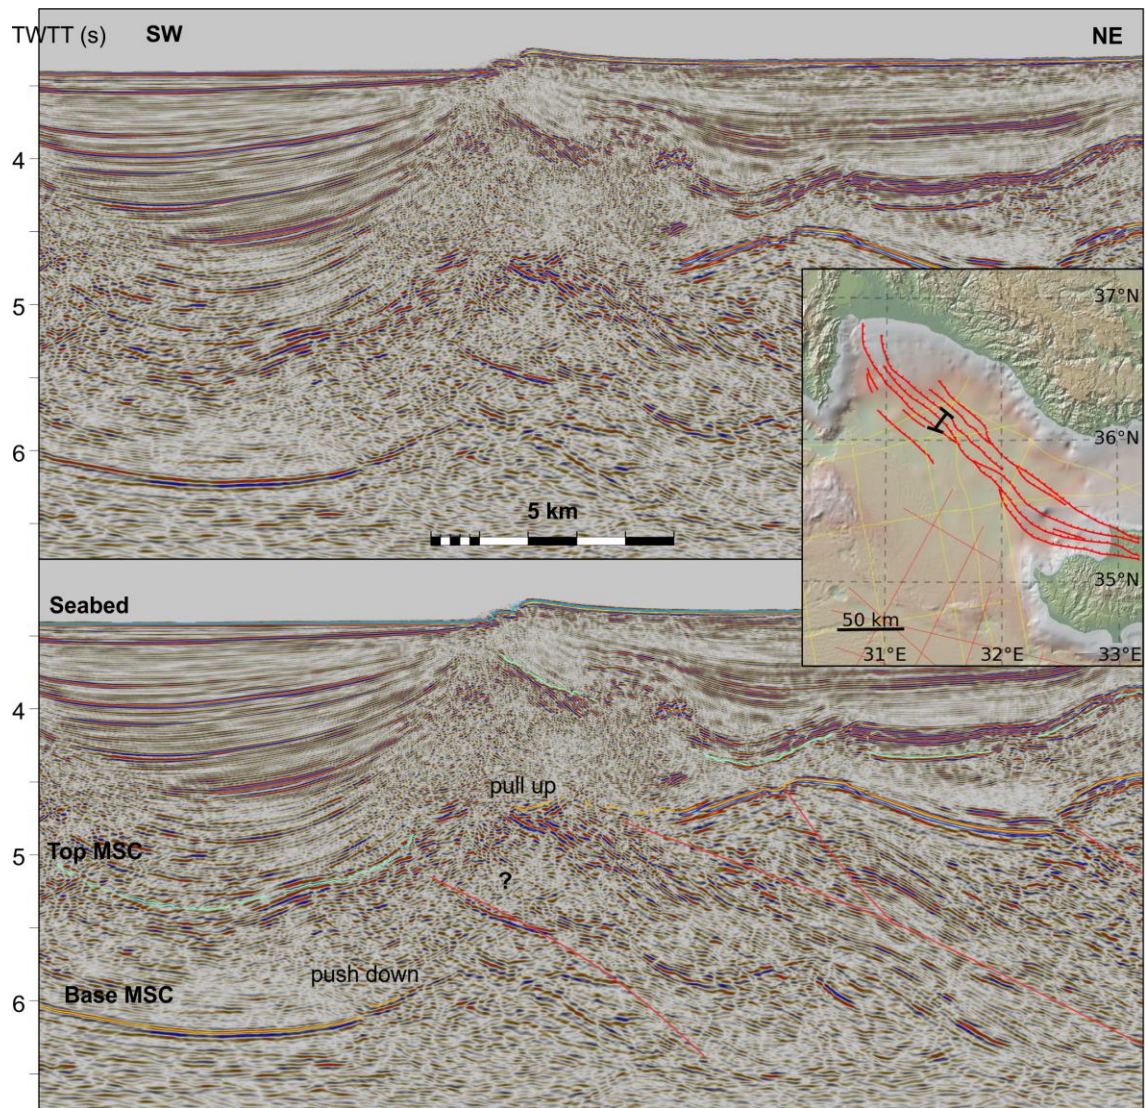 TWTT (s) SW NE
4
5
6
5 km
37°N
36°N
35°N
50 km
31°E 32°E 33°E
Seabed
4
pull up
Top MSC
5
?
push down
Base MSC
6